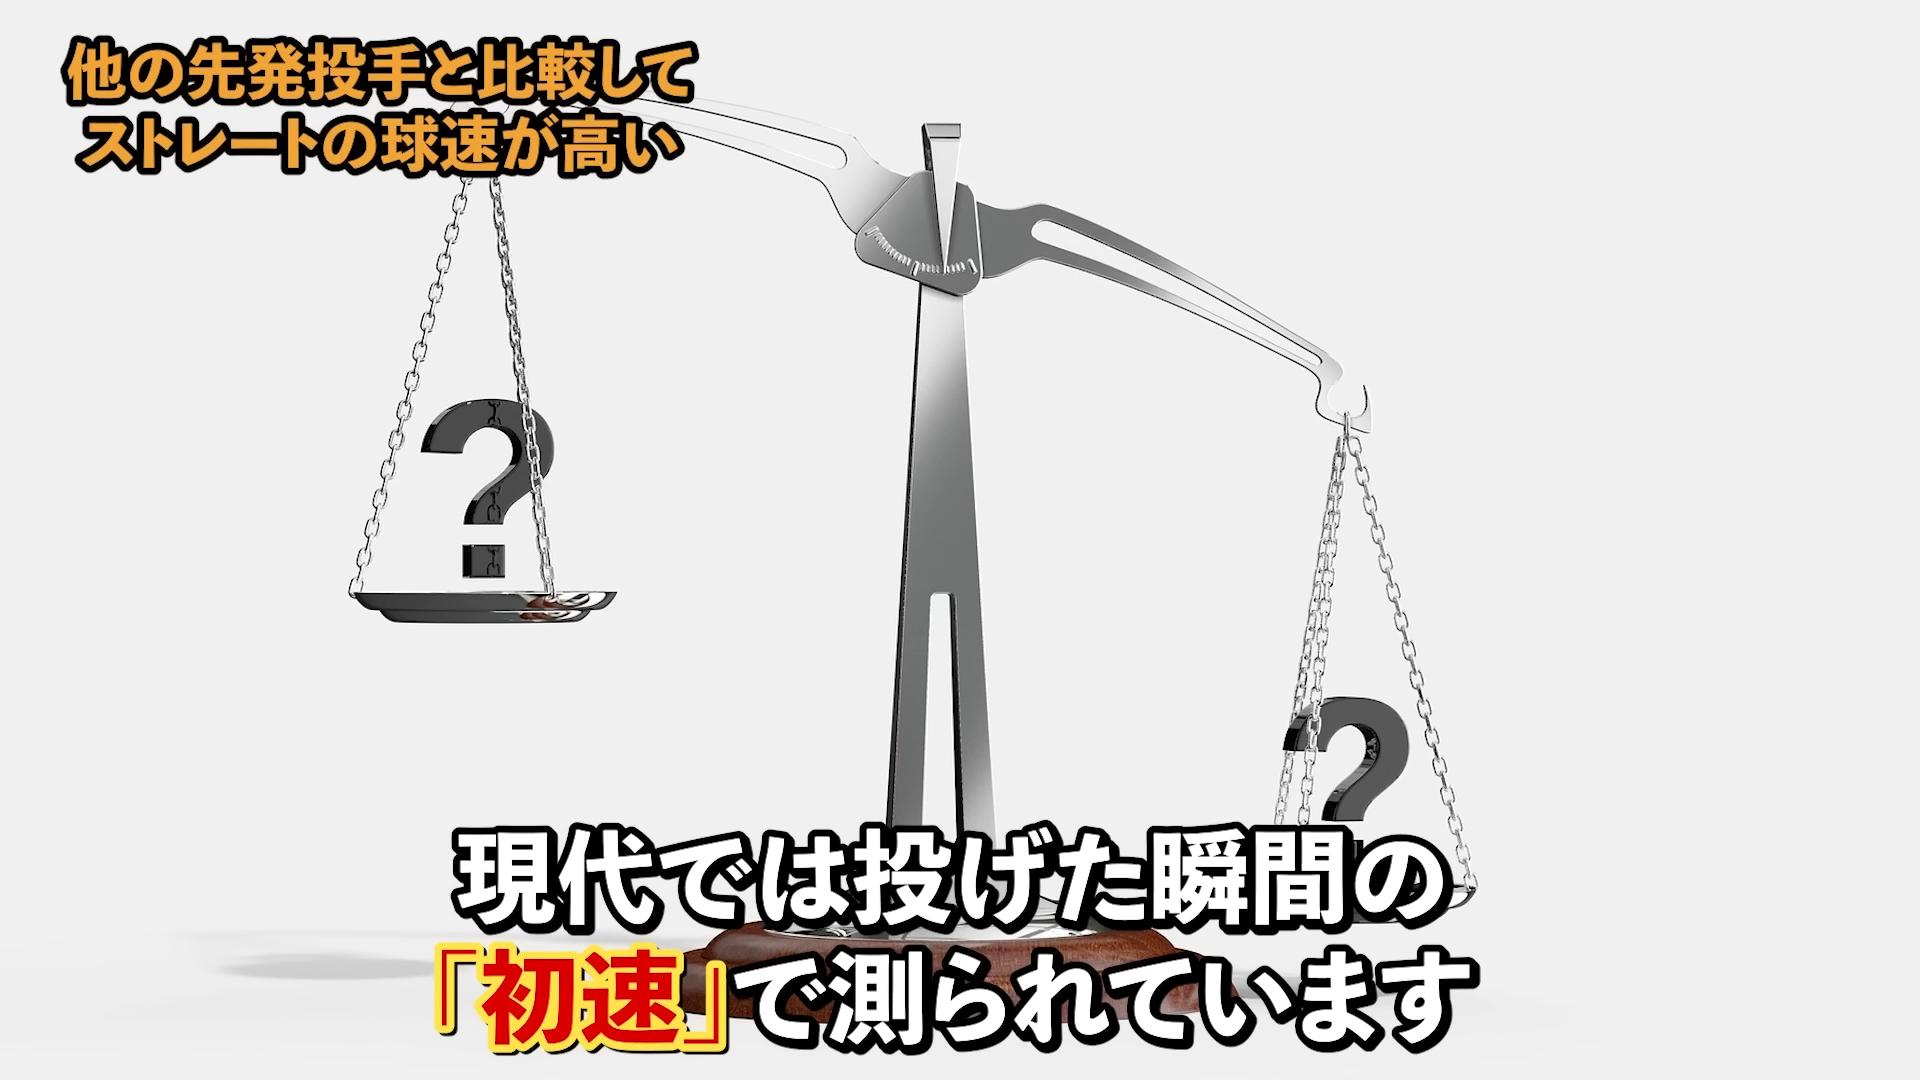 他の先発投手と比較して
ストレートの球速が高い
?
?
現代では投げた瞬間の
「初速」で測られています